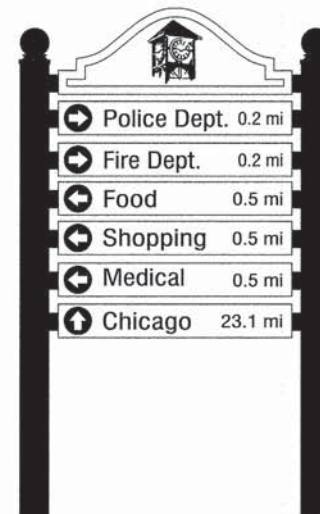 Police Dept. 0.2 mi
Fire Dept. 0.2 mi
Food 0.5 mi
Shopping 0.5 mi
Medical 0.5 mi
Chicago 23.1 mi